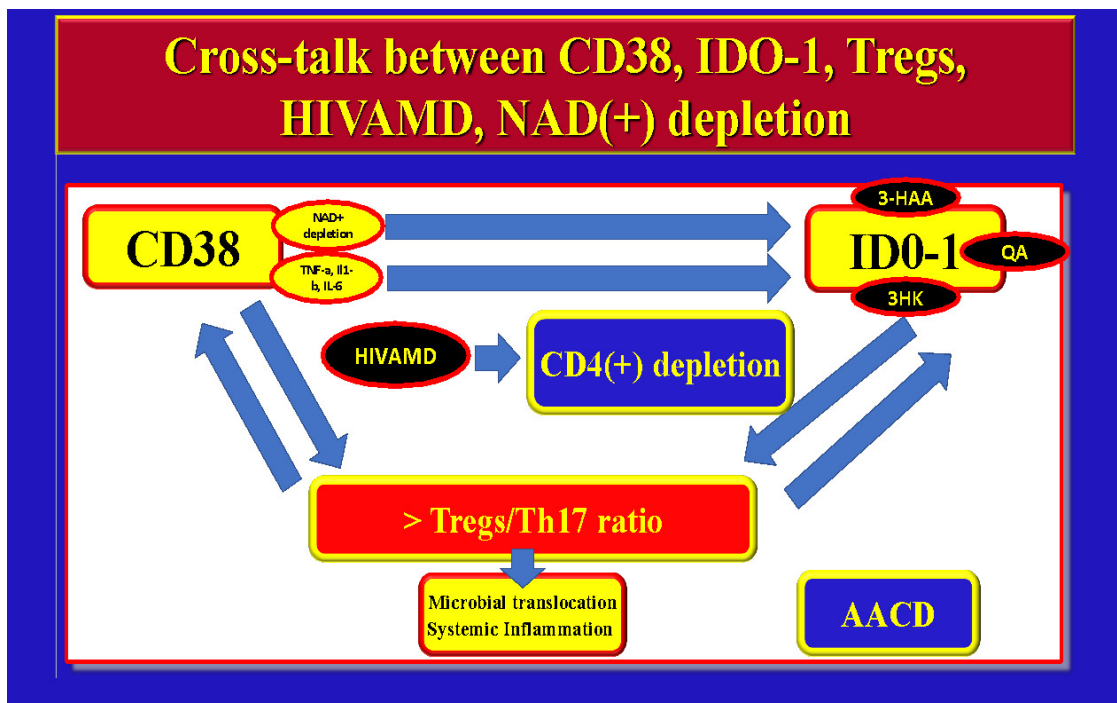 Cross-talk between CD38, IDO-1, Tregs,
HIVAMD, NAD(+) depletion
3-HAA
NAD+
depletion
CD38
ID0-1
QA
TNF-a, Il1-
b, IL-6
3HK
HIVAMD
CD4(+) depletion
> Tregs/Th17 ratio
Microbial translocation
Systemic Inflammation
AACD